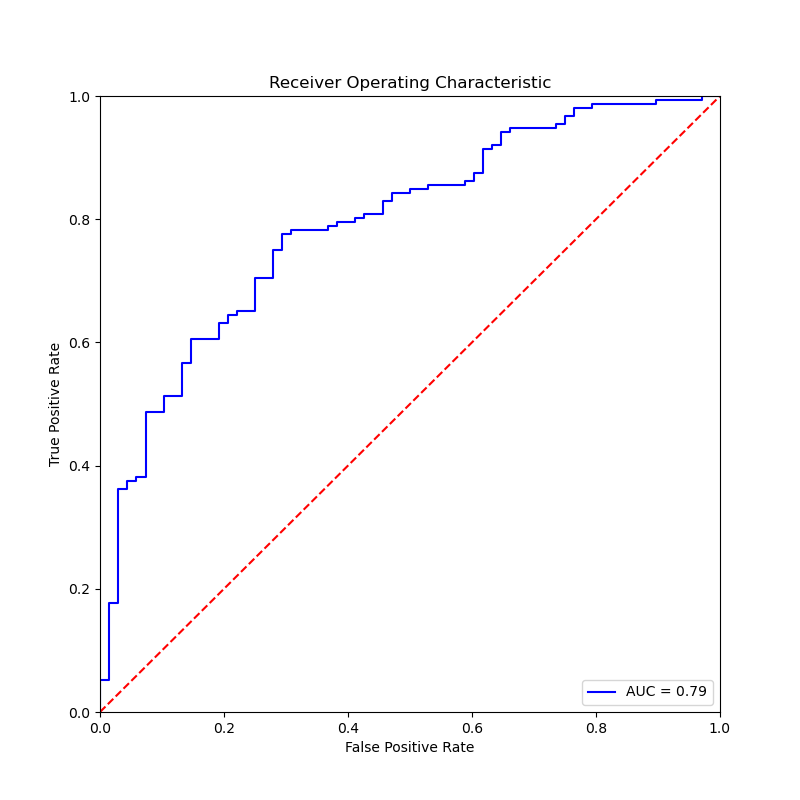 Receiver Operating Characteristic
True Positive Rate
1.0
0.8
0.6
0.4
0.2
0.0
AUC = 0.79
0.0 0.2 0.4 0.6 0.8 1.0
False Positive Rate